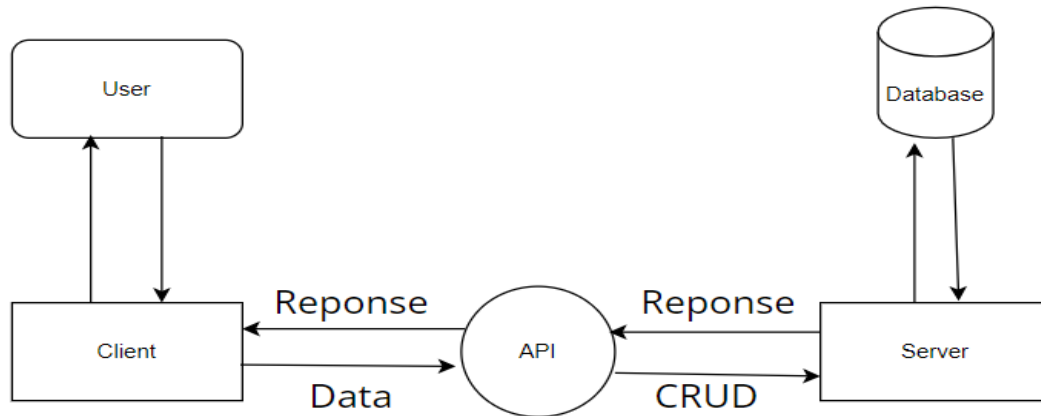 User
Database
Reponse
Reponse
Client
API
Server
Data
CRUD